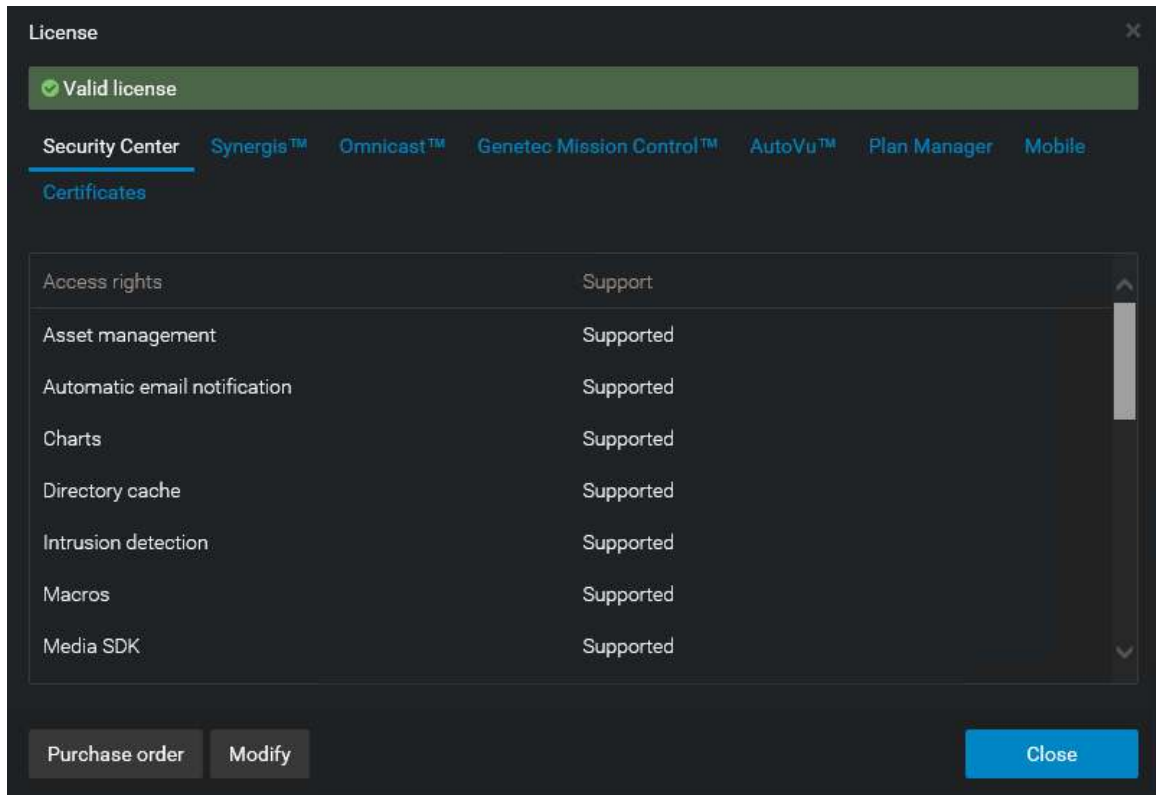 License
Valid license
Security Center Synergis™ Omnicast™ Genetec Mission Control™ AutoVu™ Plan Manager Mobile
Certificates
Access rights Support
Asset management Supported
Automatic email notification Supported
Charts Supported
Directory cache Supported
Intrusion detection Supported
Macros Supported
Media SDK Supported
Purchase order Modify Close